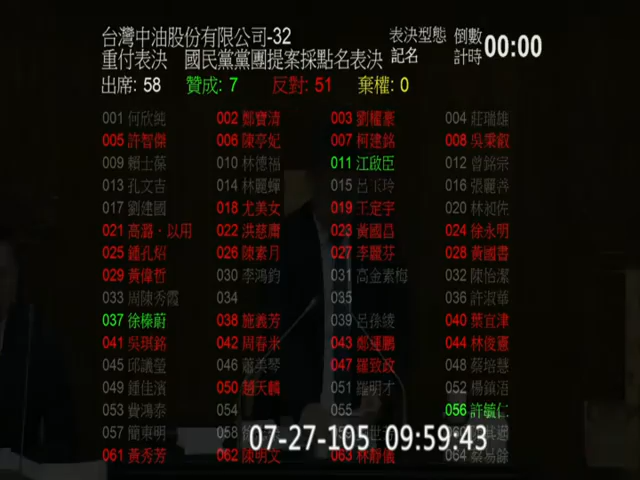 台灣中油股份有限公司-32
重付表決 國民黨黨團提案採點名表決
表決型態
記名
倒數
計時
00:00
出席: 58 贊成: 7 反對: 51 棄權: 0
001 何欣純 002 鄭寶清 003 劉櫂豪 004 莊瑞雄
005 許智傑 006 陳亭妃 007 柯建銘 008 吳秉叡
009 賴士葆 010 林德福 011 江啟臣 012 曾銘宗
013 孔文吉 014 林麗蟬 015 呂玉玲 016 張麗善
017 劉建國 018 尤美女 019 王定宇 020 林昶佐
021 高潞．以用 022 洪慈庸 023 黃國昌 024 徐永明
025 鍾孔炤 026 陳素月 027 李麗芬 028 黃國書
029 黃偉哲 030 李鴻鈞 031 高金素梅 032 陳怡潔
033 周陳秀霞 034 035 036 許淑華
037 徐榛蔚 038 施義芳 039 呂孫綾 040 葉宜津
041 吳琪銘 042 周春米 043 鄭運鵬 044 林俊憲
045 邱議瑩 046 蕭美琴 047 羅致政 048 蔡培慧
049 鍾佳濱 050 趙天麟 051 羅明才 052 楊鎮浯
053 費鴻泰 054 055 056 許毓仁
057 簡東明 058
061 黃秀芳 062 陳明文 063 林靜儀 064 蔡易餘
07-27-105 09:59:43